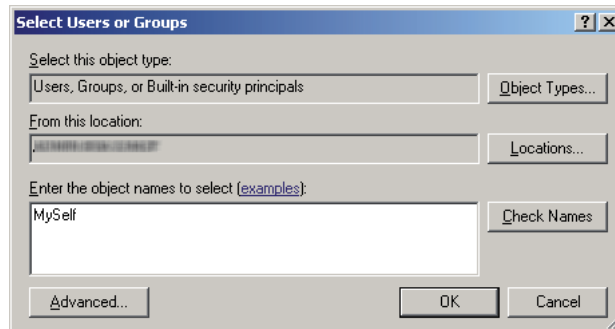 Select Users or Groups
Select this object type:
Users, Groups, or Built-in security principals
Object Types...
From this location:
Locations...
Enter the object names to select (examples):
MySelf
Check Names
Advanced...
OK
Cancel